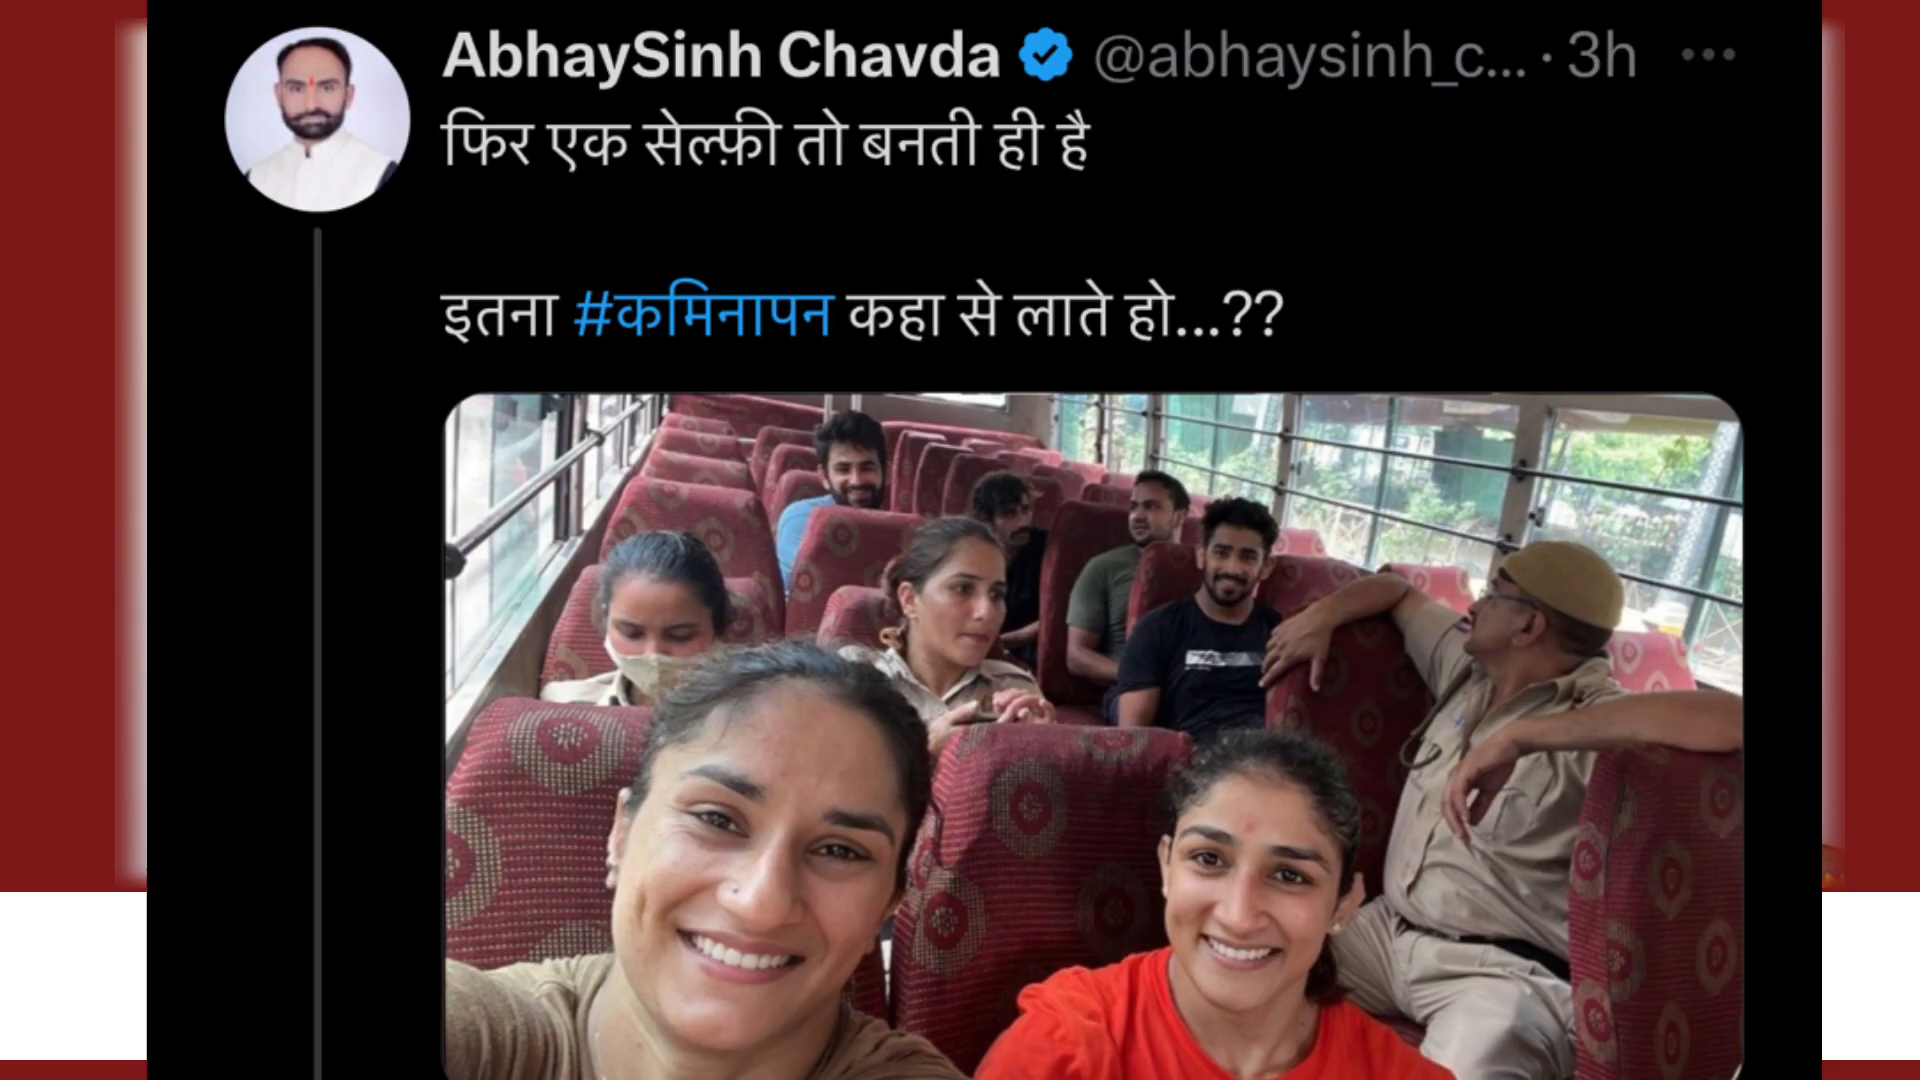 AbhaySinh Chavda @abhaysinh_c... · 3h
फिर एक सेल्फ़ी तो बनती ही है
इतना #कमिनापन कहा से लाते हो...??